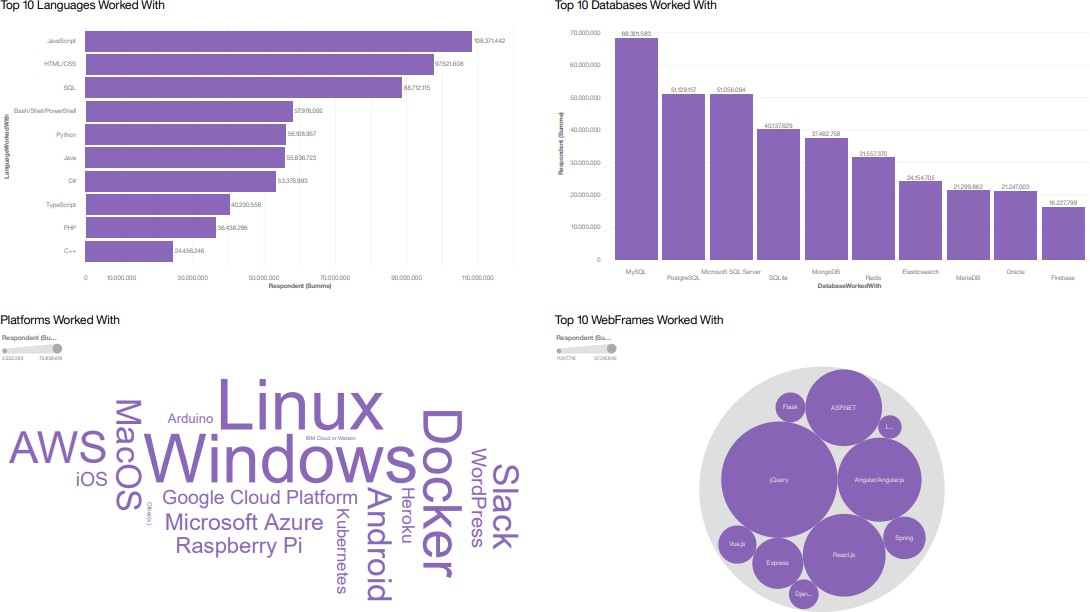 Top 10 Languages Worked With
LanguageWorkedWith
JavaScript 108.371.442
HTML/CSS 97.521.608
SQL 88.712.115
Bash/Shell/PowerShell 57.976.092
Python 56.108.957
Java 55.836.723
C# 53.376.993
TypeScript 40.230.558
PHP 36.438.296
C++ 24.456.246
0 10.000.000 30.000.000 50.000.000 70.000.000 90.000.000 110.000.000
Respondent (Summe)
Top 10 Databases Worked With
Respondent (Summe)
70.000.000
60.000.000
50.000.000
40.000.000
30.000.000
20.000.000
10.000.000
0
68.301.583
51.129.157
51.056.094
40.137.629
37.462.758
31.557.370
24.154.705
21.299.862
21.247.003
16.227.799
MySQL
PostgreSQL
Microsoft SQL Server
SQLite
MongoDB
Redis
Elasticsearch
MariaDB
Oracle
Firebase
DatabaseWorkedWith
Platforms Worked With
Respondent (Su...
Linux
Arduino
IBM Cloud or Watson
MacOS
AWS
Windows
Docker
iOS
WordPress
Slack
Google Cloud Platform
Microsoft Azure
Raspberry Pi
Kubernetes
Android
Heroku
Top 10 WebFrames Worked With
Respondent (Su...
Flask
ASP.NET
L...
jQuery
Angular/Angular.js
Vue.js
Express
React.js
Spring
Djan...